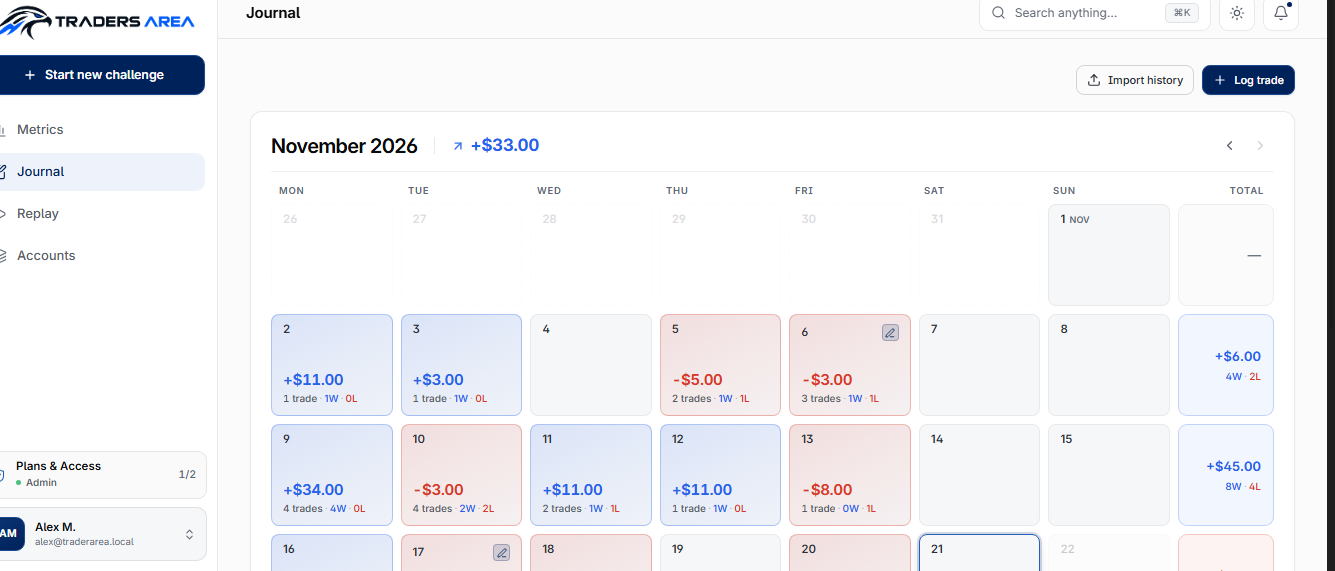 TRADERS AREA
Journal
Search anything...
⌘K
+ Start new challenge
Import history
+ Log trade
Metrics
Journal
Replay
Accounts
November 2026
+$33.00
MON TUE WED THU FRI SAT SUN TOTAL
26 27 28 29 30 31 1 NOV —
2 3 4 5 6 7 8
+$11.00 +$3.00 -$5.00 -$3.00 +$6.00
1 trade · 1W · 0L 1 trade · 1W · 0L 2 trades · 1W · 1L 3 trades · 1W · 1L 4W · 2L
9 10 11 12 13 14 15
+$34.00 -$3.00 +$11.00 +$11.00 -$8.00 +$45.00
4 trades · 4W · 0L 4 trades · 2W · 2L 2 trades · 1W · 1L 1 trade · 1W · 0L 1 trade · 0W · 1L 8W · 4L
16 17 18 19 20 21 22
Plans & Access
Admin
1/2
AM
Alex M.
alex@traderarea.local